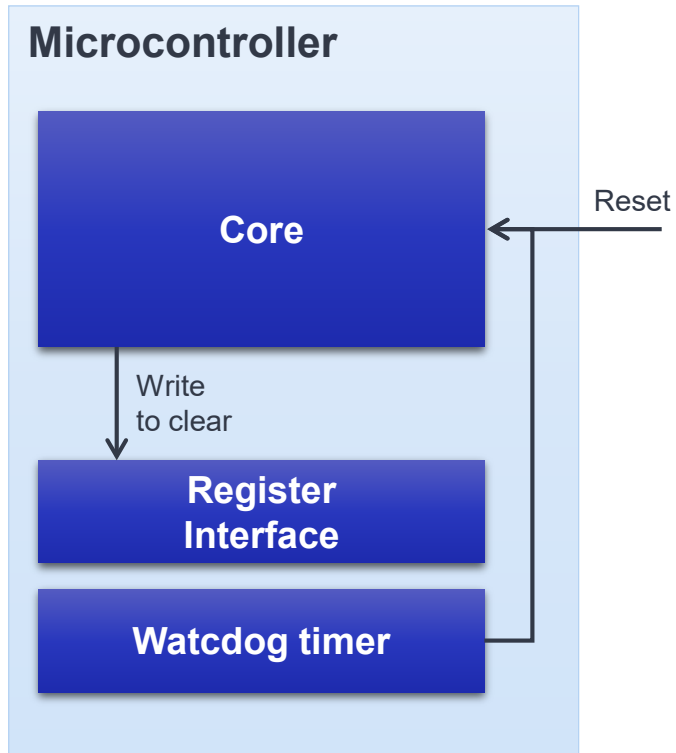 Microcontroller
Core
Reset
Write
to clear
Register
Interface
Watcdog timer